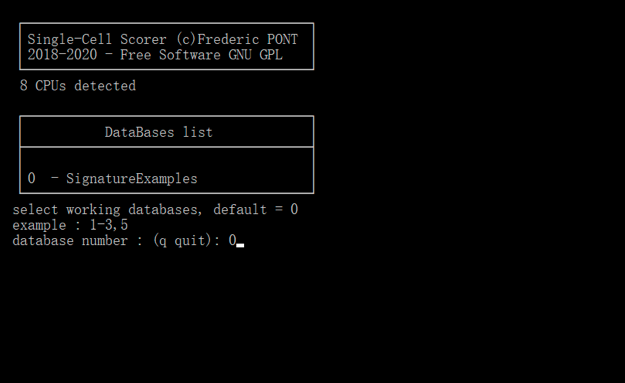 Single-Cell Scorer (c)Frederic PONT
2018-2020 - Free Software GNU GPL
8 CPUs detected
DataBases list
0 - SignatureExamples
select working databases, default = 0
example : 1-3,5
database number : (q quit): 0